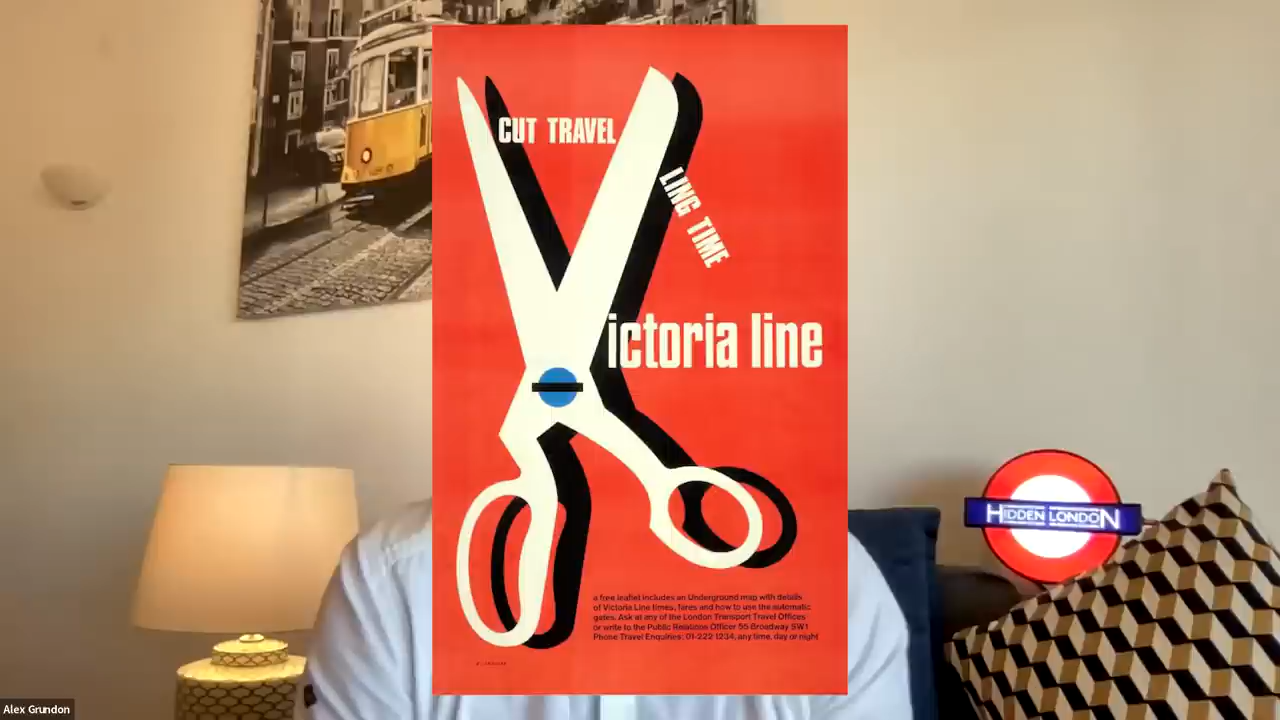 CUT TRAVEL
LING TIME
ictoria line
a free leaflet includes an Underground map with details
of Victoria Line times, fares and how to use the automatic
gates. Ask at any of the London Transport Travel Offices
or write to the Public Relations Officer 55 Broadway SW1
Phone Travel Enquiries: 01-222 1234, any time, day or night
HIDDEN LONDON
Alex Grundon